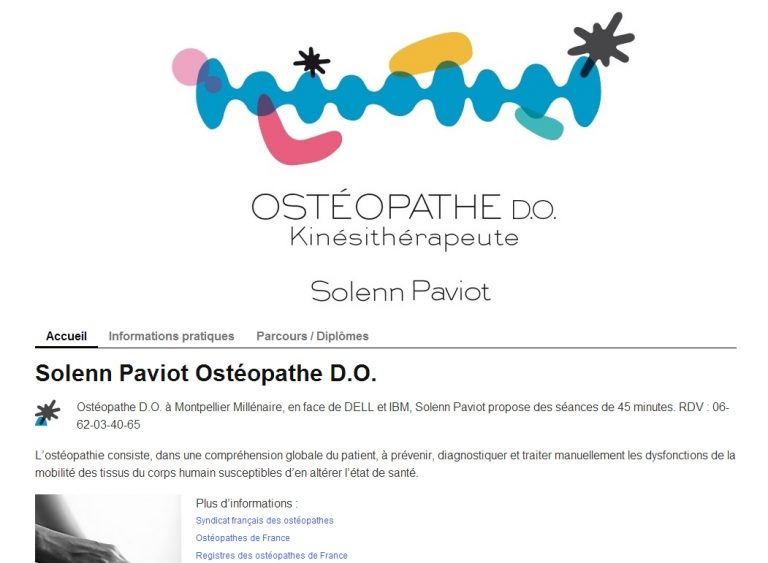 OSTÉOPATHE D.O.
Kinésithérapeute
Solenn Paviot
Accueil Informations pratiques Parcours / Diplômes
Solenn Paviot Ostéopathe D.O.
Ostéopathe D.O. à Montpellier Millénaire, en face de DELL et IBM, Solenn Paviot propose des séances de 45 minutes. RDV : 06-
62-03-40-65
L'ostéopathie consiste, dans une compréhension globale du patient, à prévenir, diagnostiquer et traiter manuellement les dysfonctions de la
mobilité des tissus du corps humain susceptibles d'en altérer l'état de santé.
Plus d'informations :
Syndicat français des ostéopathes
Ostéopathes de France
Registres des ostéopathes de France